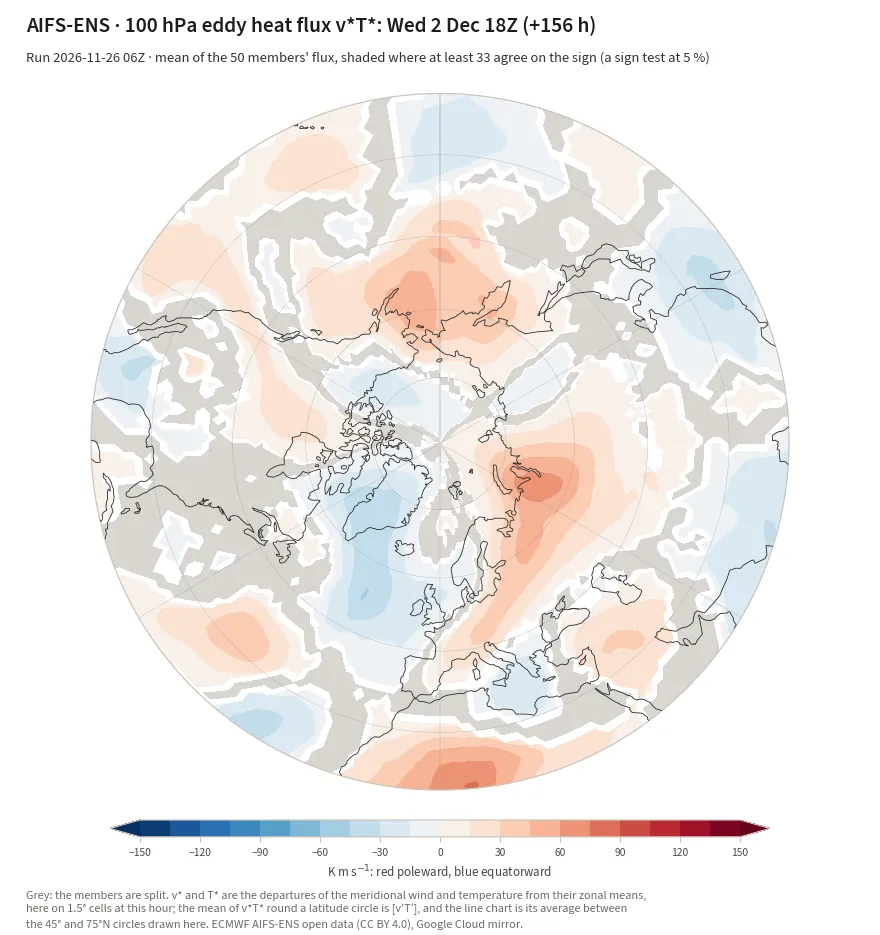 AIFS-ENS · 100 hPa eddy heat flux v*T*: Wed 2 Dec 18Z (+156 h)
Run 2026-11-26 06Z · mean of the 50 members' flux, shaded where at least 33 agree on the sign (a sign test at 5 %)
−150 −120 −90 −60 −30 0 30 60 90 120 150
K m s⁻¹: red poleward, blue equatorward
Grey: the members are split. v* and T* are the departures of the meridional wind and temperature from their zonal means,
here on 1.5° cells at this hour; the mean of v*T* round a latitude circle is [v'T'], and the line chart is its average between
the 45° and 75°N circles drawn here. ECMWF AIFS-ENS open data (CC BY 4.0), Google Cloud mirror.